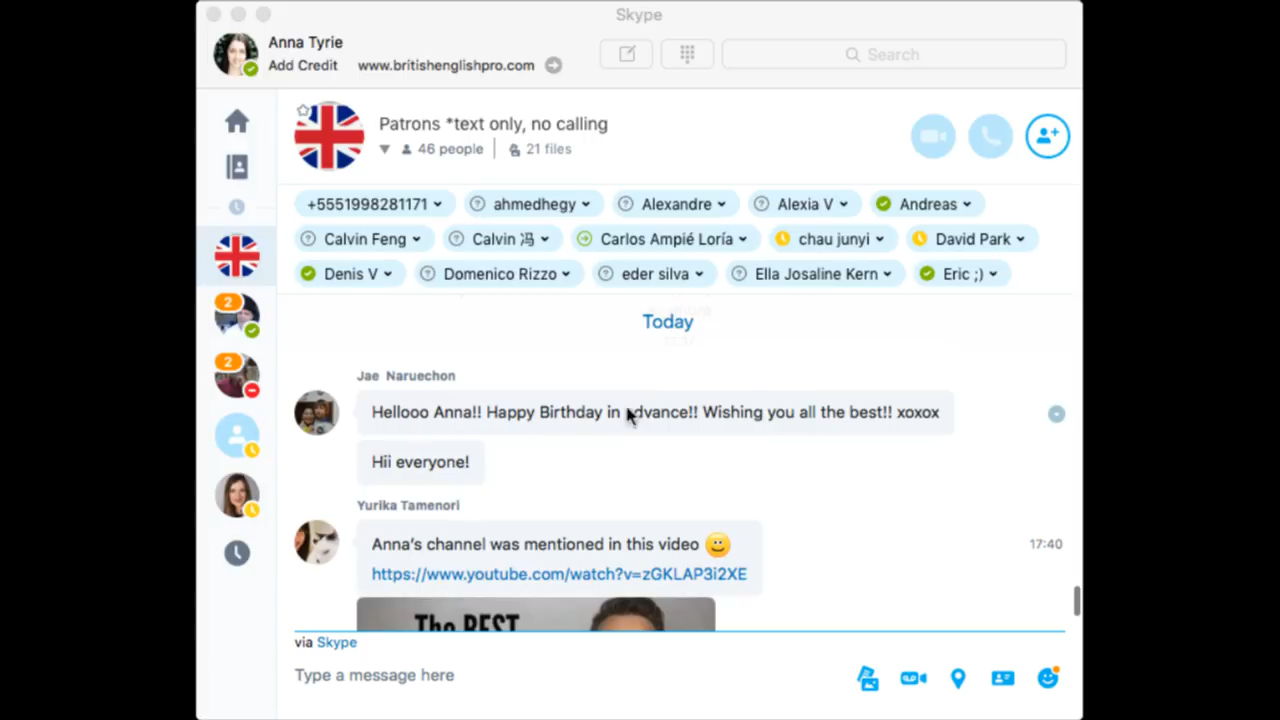 Skype
Anna Tyrie
Add Credit www.britishenglishpro.com
Search
Patrons *text only, no calling
46 people 21 files
+5551998281171 ahmedhegy Alexandre Alexia V Andreas
Calvin Feng Calvin 冯 Carlos Ampié Loría chau junyi David Park
Denis V Domenico Rizzo eder silva Ella Josaline Kern Eric ;)
Today
2
2
Jae Naruechon
Hellooo Anna!! Happy Birthday in advance!! Wishing you all the best!! xoxox
Hii everyone!
Yurika Tamenori
Anna's channel was mentioned in this video
17:40
https://www.youtube.com/watch?v=zGKLAP3i2XE
The BEST
via Skype
Type a message here